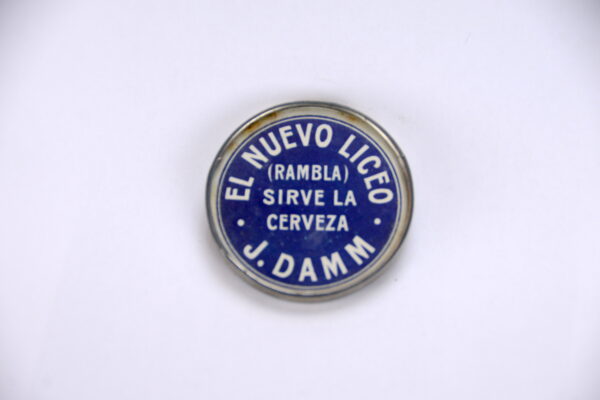 EL NUEVO LICEO
(RAMBLA)
SIRVE LA
CERVEZA
J. DAMM